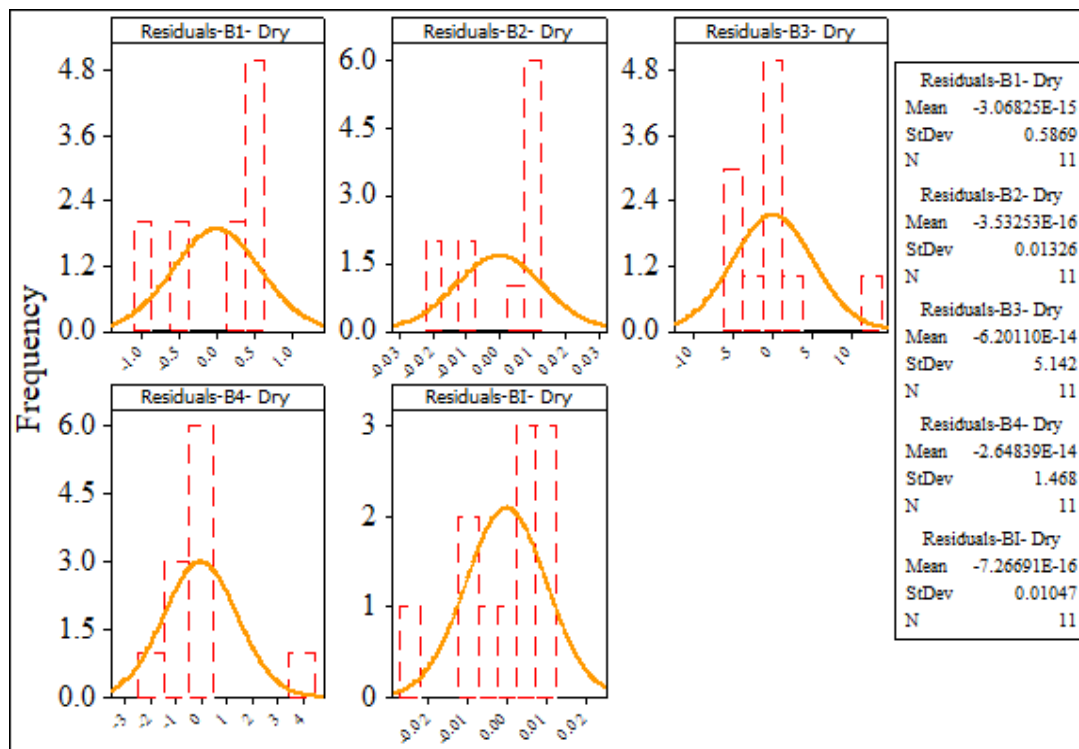 Residuals-B1- Dry
Residuals-B2- Dry
Residuals-B3- Dry
4.8
3.6
2.4
1.2
0.0
-1.0 -0.5 0.0 0.5 1.0
6.0
4.5
3.0
1.5
0.0
-0.03 -0.02 -0.01 0.00 0.01 0.02 0.03
4.8
3.6
2.4
1.2
0.0
-10 -5 0 5 10
Frequency
Residuals-B4- Dry
Residuals-BI- Dry
6.0
4.5
3.0
1.5
0.0
-3 -2 -1 0 1 2 3 4
3
2
1
0
-0.02 -0.01 0.00 0.01 0.02
Residuals-B1- Dry
Mean -3.06825E-15
StDev 0.5869
N 11
Residuals-B2- Dry
Mean -3.53253E-16
StDev 0.01326
N 11
Residuals-B3- Dry
Mean -6.20110E-14
StDev 5.142
N 11
Residuals-B4- Dry
Mean -2.64839E-14
StDev 1.468
N 11
Residuals-BI- Dry
Mean -7.26691E-16
StDev 0.01047
N 11